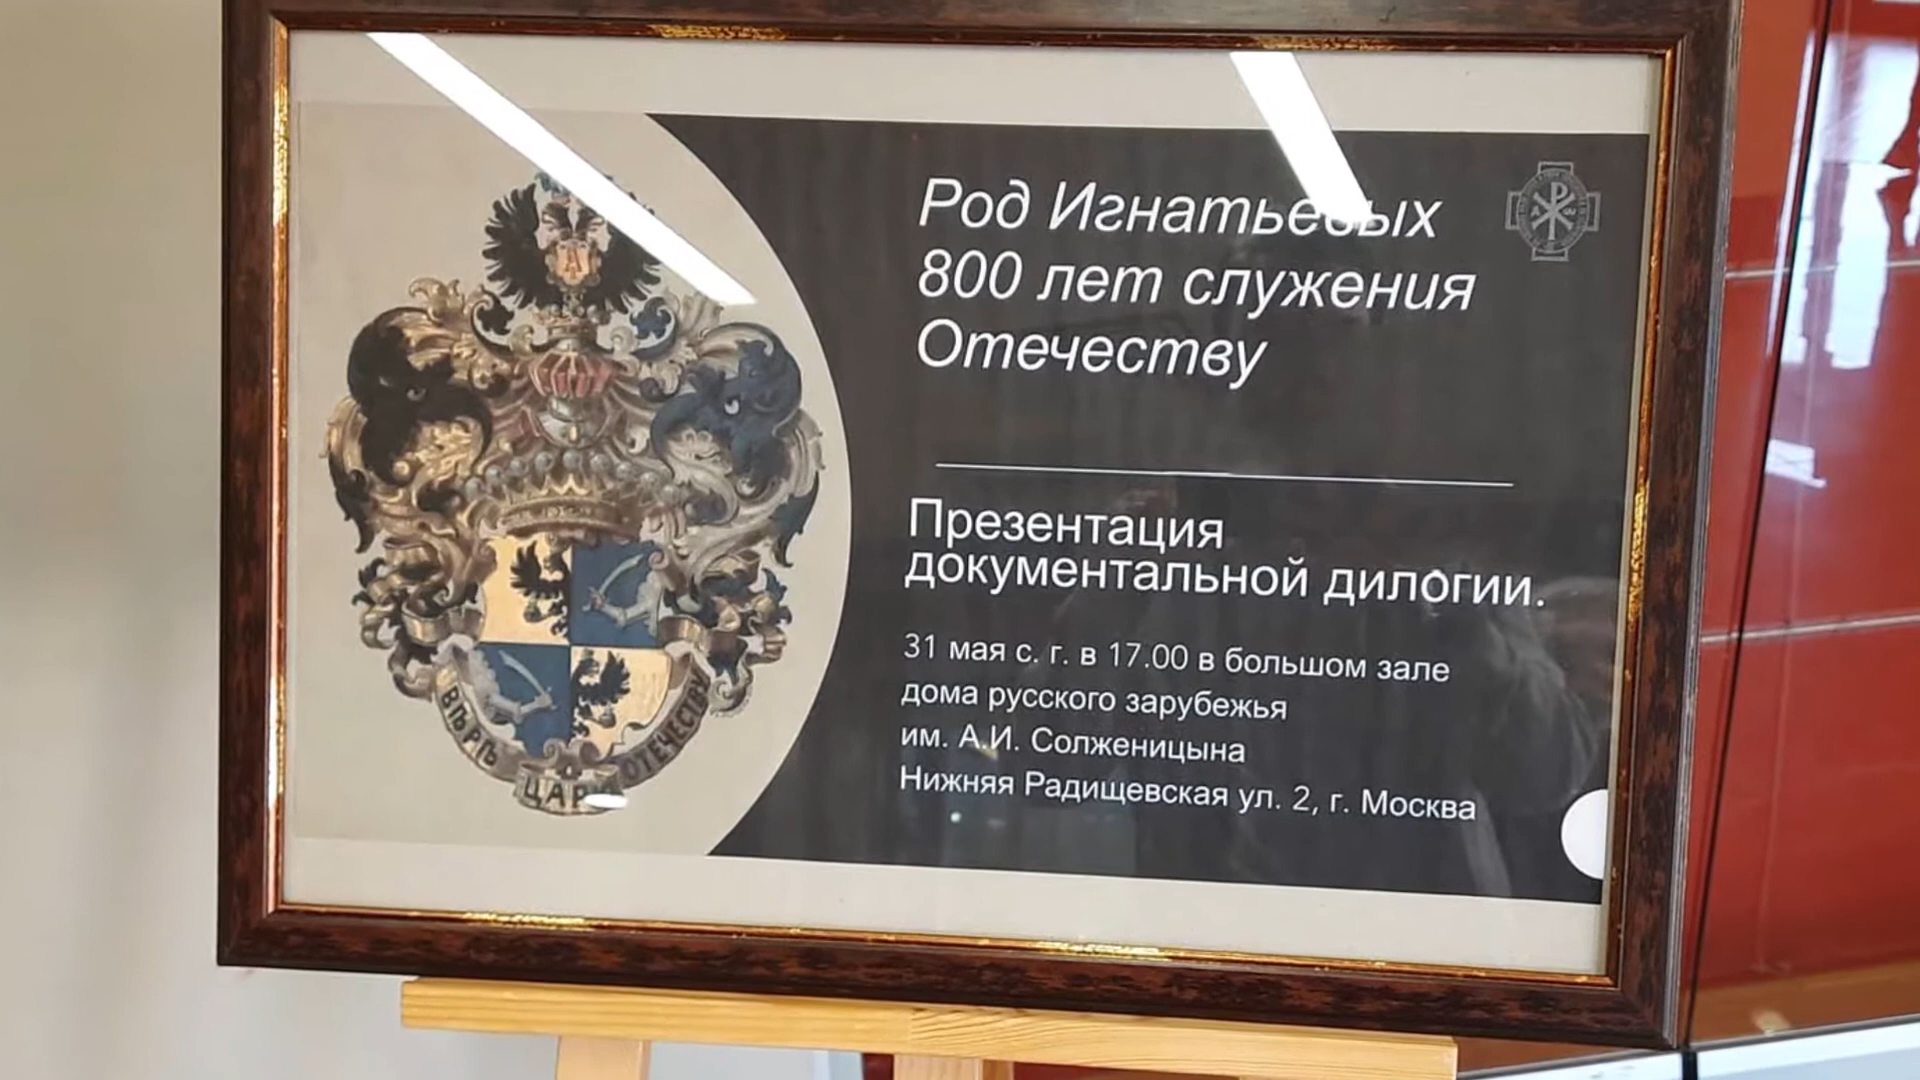 Род Игнатьевых
800 лет служения
Отечеству
Презентация
документальной дилогии.
31 мая с. г. в 17.00 в большом зале
дома русского зарубежья
им. А.И. Солженицына
Нижняя Радищевская ул. 2, г. Москва
А
ВѢРѢ ЦАРЮ ОТЕЧЕСТВУ